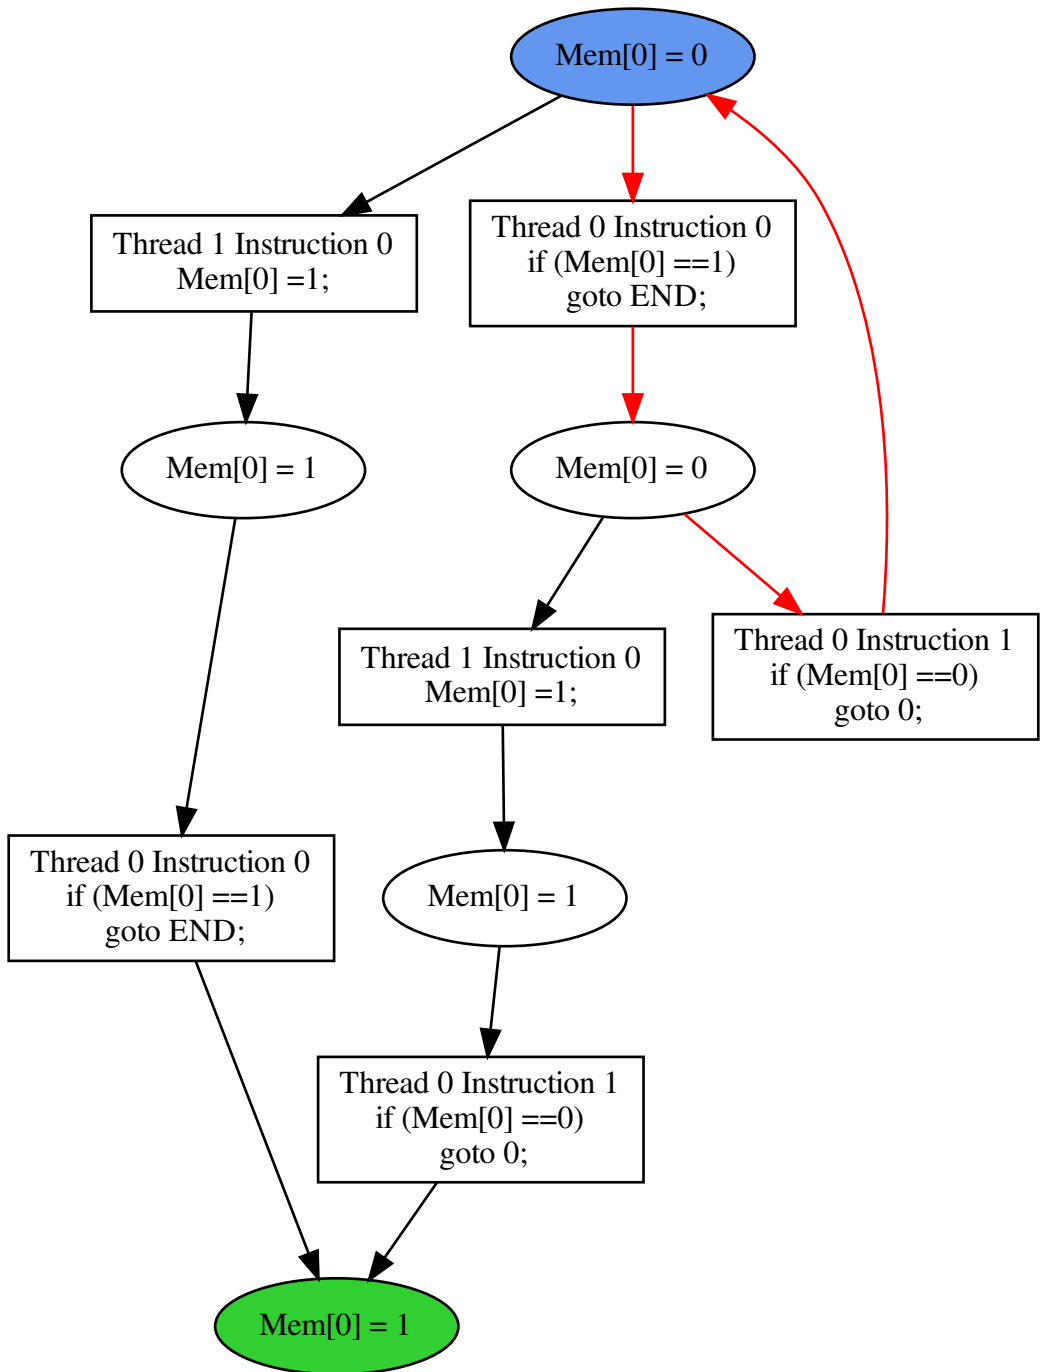 Mem[0] = 0
Thread 1 Instruction 0
Mem[0] =1;
Thread 0 Instruction 0
if (Mem[0] ==1)
goto END;
Mem[0] = 1
Mem[0] = 0
Thread 1 Instruction 0
Mem[0] =1;
Thread 0 Instruction 1
if (Mem[0] ==0)
goto 0;
Thread 0 Instruction 0
if (Mem[0] ==1)
goto END;
Mem[0] = 1
Thread 0 Instruction 1
if (Mem[0] ==0)
goto 0;
Mem[0] = 1